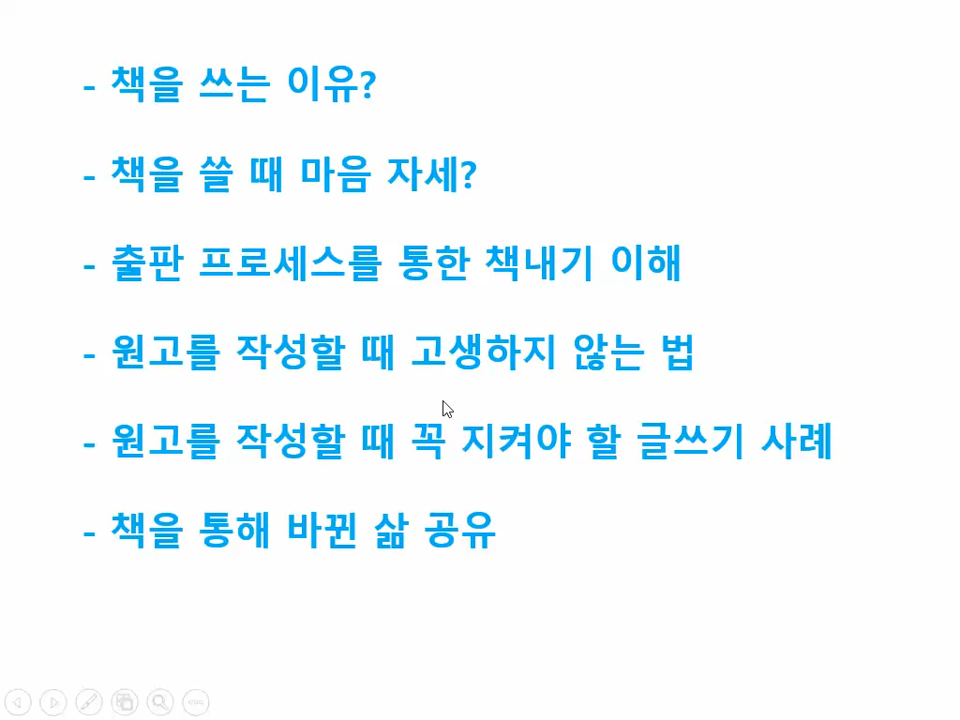 - 책을 쓰는 이유?
- 책을 쓸 때 마음 자세?
- 출판 프로세스를 통한 책내기 이해
- 원고를 작성할 때 고생하지 않는 법
- 원고를 작성할 때 꼭 지켜야 할 글쓰기 사례
- 책을 통해 바뀐 삶 공유